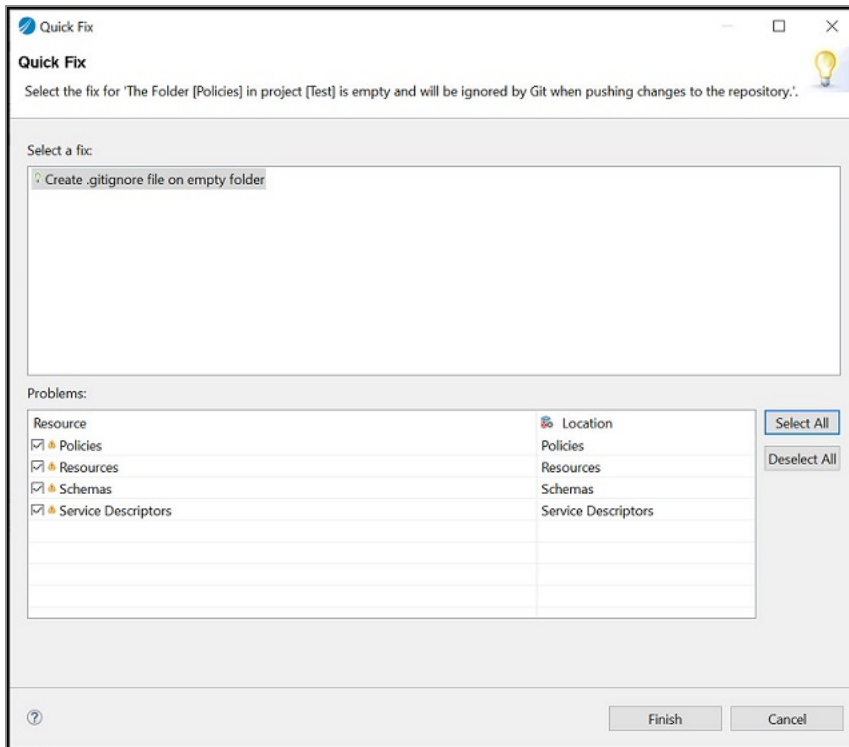 Quick Fix
Quick Fix
Select the fix for 'The Folder [Policies] in project [Test] is empty and will be ignored by Git when pushing changes to the repository.'.
Select a fix:
Create .gitignore file on empty folder
Problems:
Resource Location
Select All
Policies Policies
Resources Resources
Deselect All
Schemas Schemas
Service Descriptors Service Descriptors
? Finish Cancel